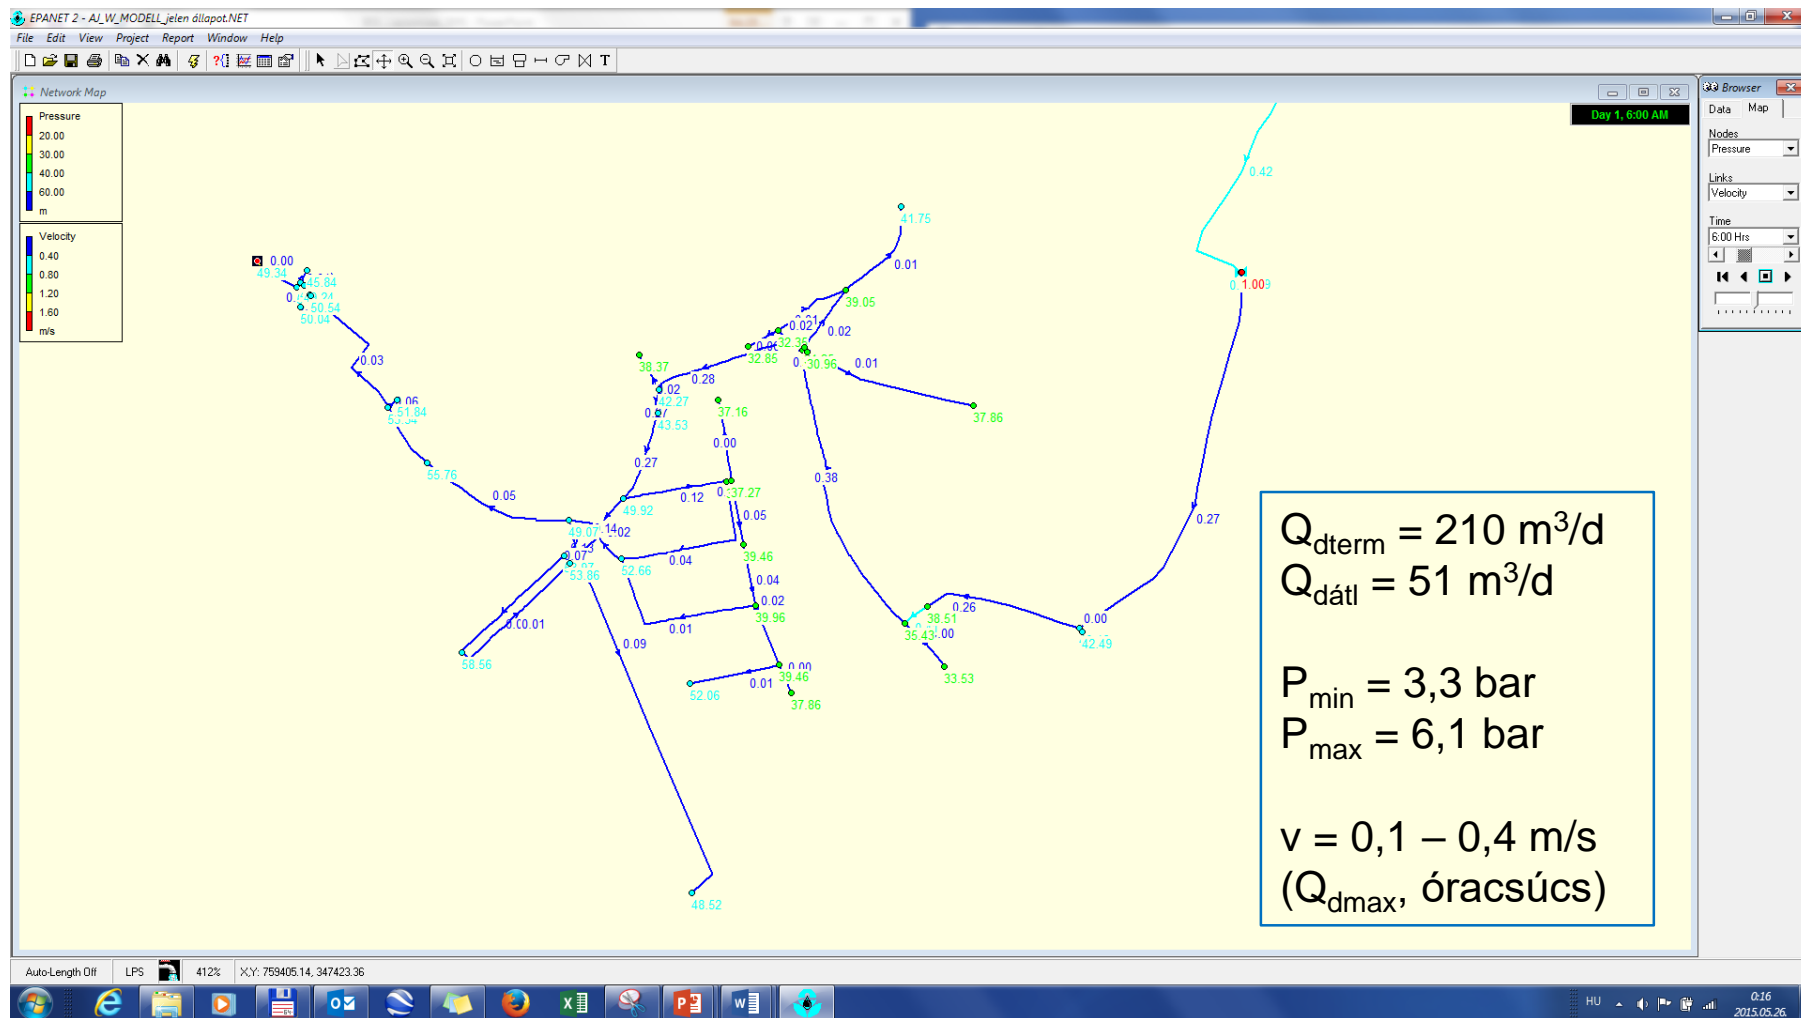 EPANET 2 - AJ_W_MODELL_jelen állapot.NET
File Edit View Project Report Window Help
Network Map
Browser
Data Map
Nodes
Pressure
Links
Velocity
Time
6:00 Hrs
Day 1, 6:00 AM
Pressure
20.00
30.00
40.00
60.00
m
Velocity
0.40
0.80
1.20
1.60
m/s
0.42
41.75
0.01
0.00
49.34
45.84
50.54
50.04
1.00
39.05
0.02
0.02
32.36
32.85
30.96
0.01
0.03
38.37
0.28
37.86
0.02
42.27
43.53
37.16
51.84
0.00
0.27
55.76
0.38
0.05
0.12
37.27
49.92
0.05
0.27
49.07
39.46
0.04
52.66
0.07
53.86
0.04
0.02
39.96
0.01
0.26
38.51
35.43
0.00
42.49
0.01
58.56
0.09
33.53
0.00
39.46
0.01
52.06
37.86
48.52
Qdterm = 210 m³/d
Qdátl = 51 m³/d
Pmin = 3,3 bar
Pmax = 6,1 bar
v = 0,1 – 0,4 m/s
(Qdmax, óracsúcs)
Auto-Length Off LPS 412% X,Y: 759405.14, 347423.36
HU
0:16
2015.05.26.